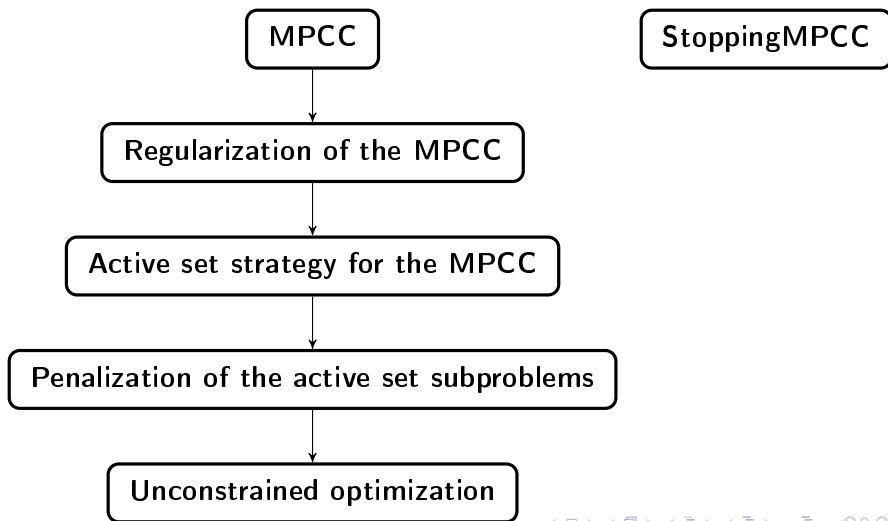 MPCC
StoppingMPCC
Regularization of the MPCC
Active set strategy for the MPCC
Penalization of the active set subproblems
Unconstrained optimization